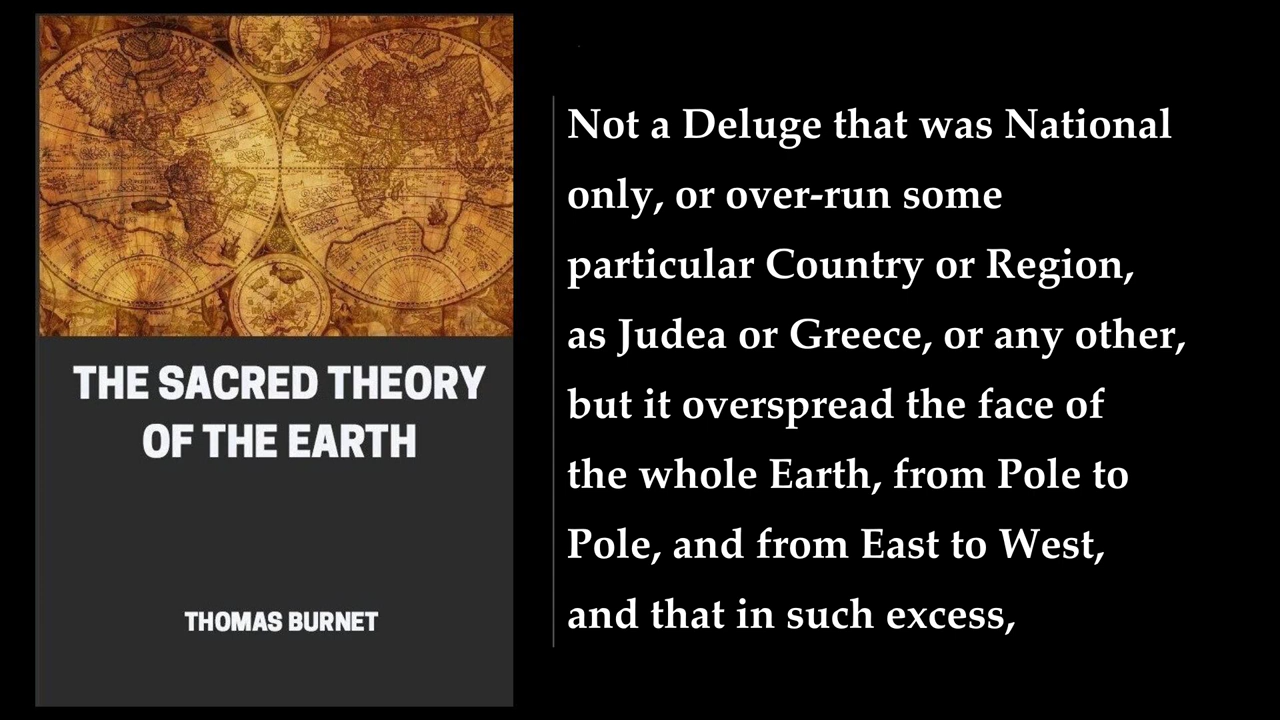 THE SACRED THEORY
OF THE EARTH
THOMAS BURNET
Not a Deluge that was National
only, or over-run some
particular Country or Region,
as Judea or Greece, or any other,
but it overspread the face of
the whole Earth, from Pole to
Pole, and from East to West,
and that in such excess,